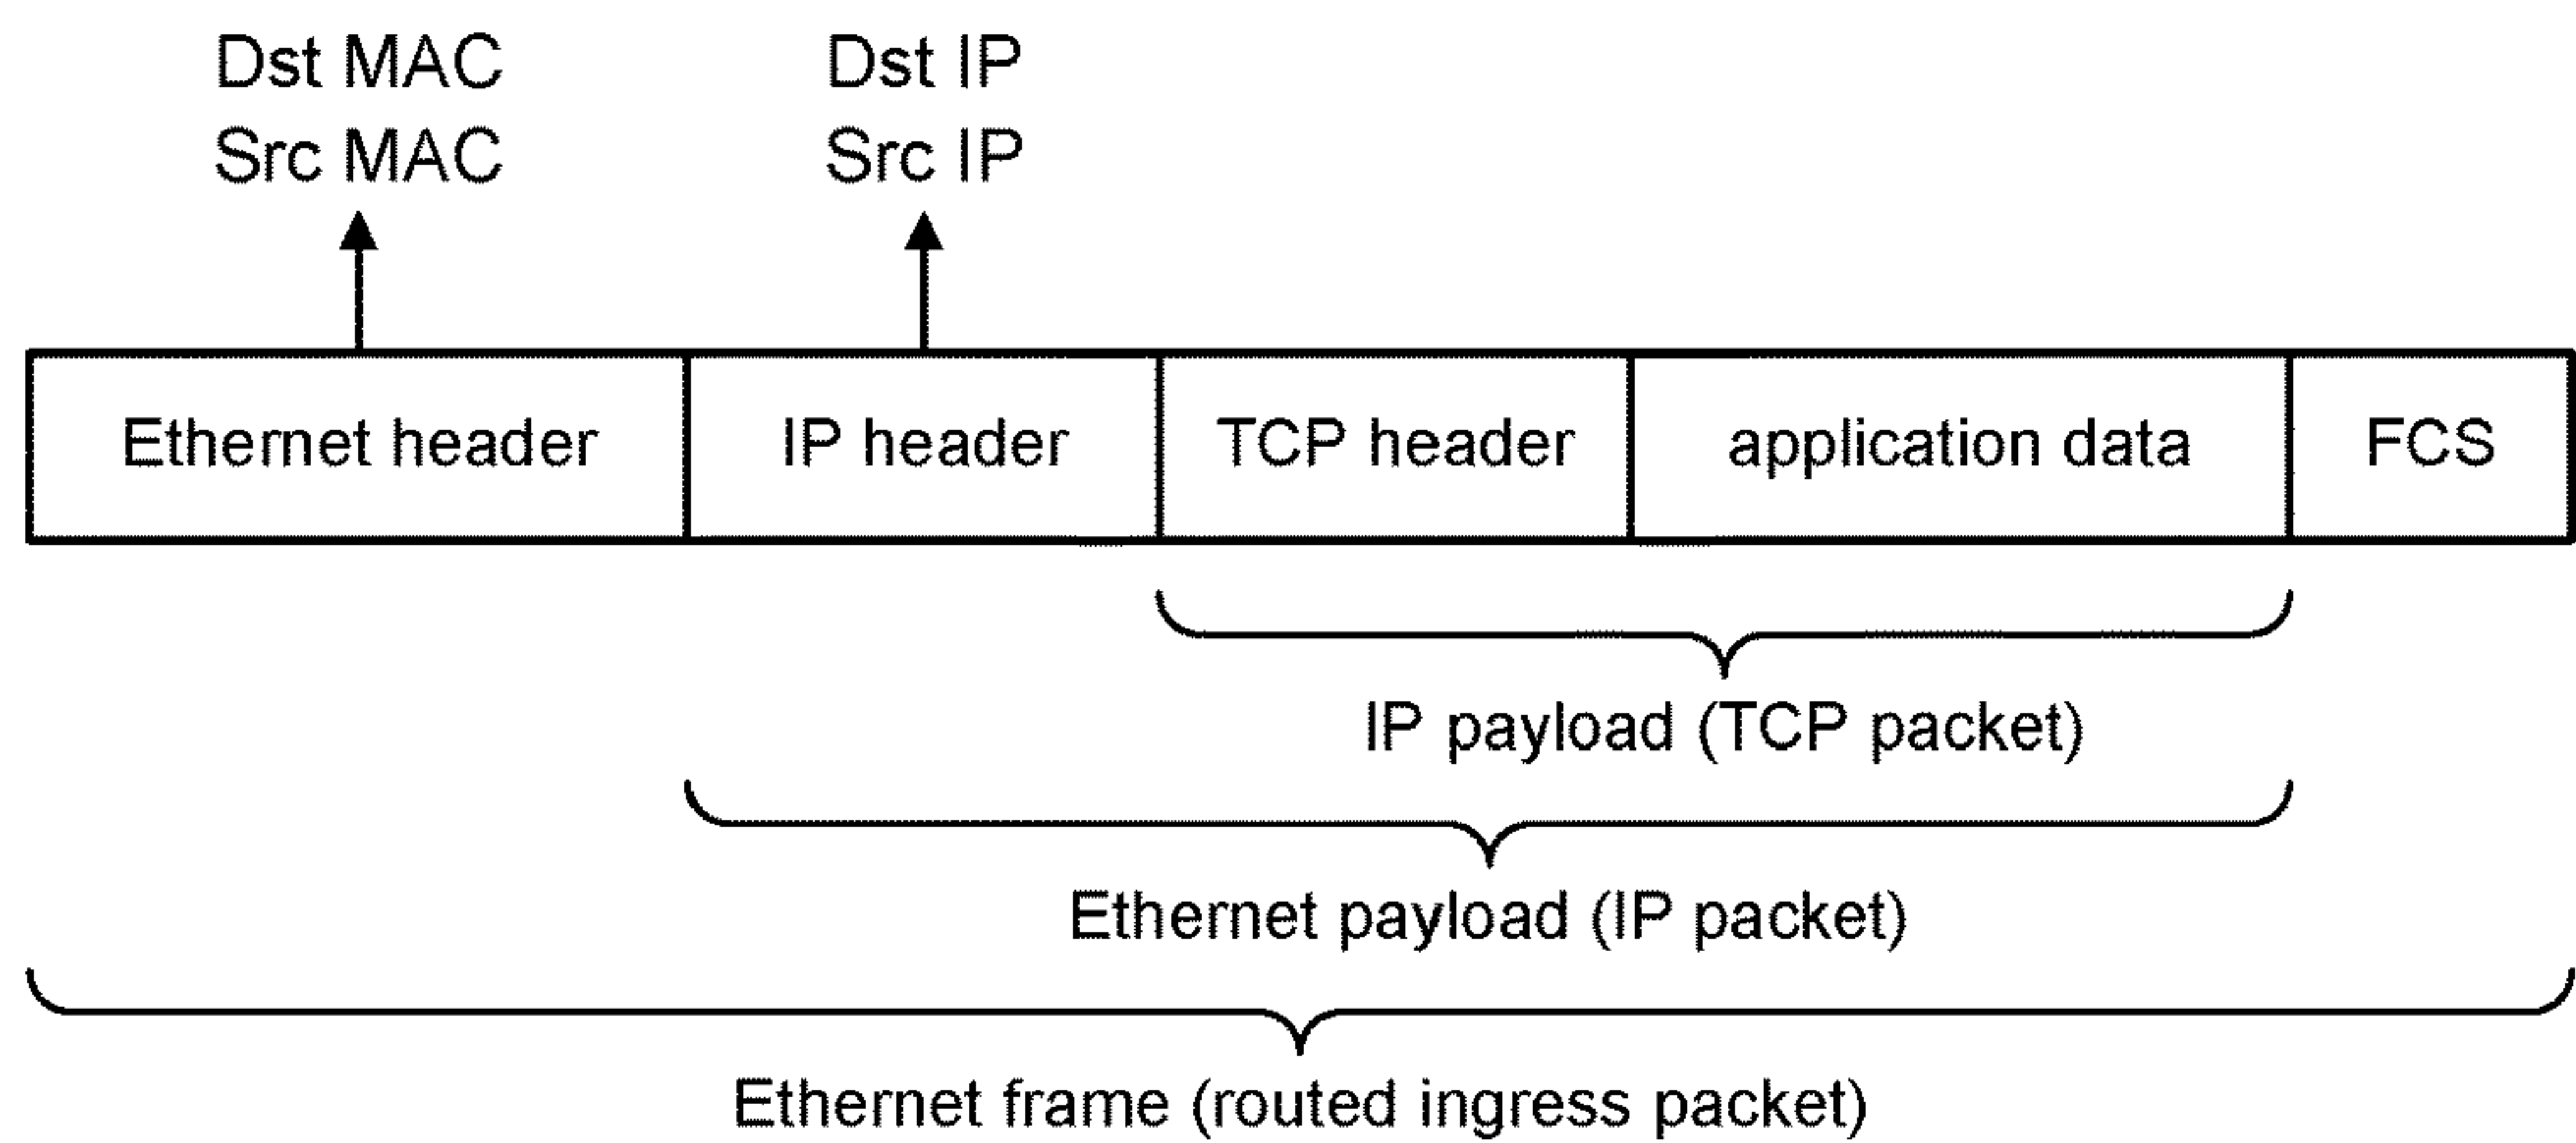 Dst MAC
Src MAC
Dst IP
Src IP
Ethernet header
IP header
TCP header
application data
FCS
IP payload (TCP packet)
Ethernet payload (IP packet)
Ethernet frame (routed ingress packet)